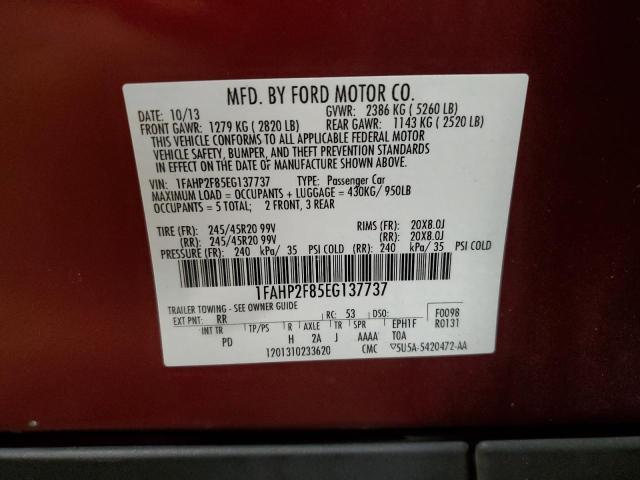 MFD. BY FORD MOTOR CO.
DATE: 10/13 GVWR: 2386 KG ( 5260 LB)
FRONT GAWR: 1279 KG ( 2820 LB) REAR GAWR: 1143 KG ( 2520 LB)
THIS VEHICLE CONFORMS TO ALL APPLICABLE FEDERAL MOTOR
VEHICLE SAFETY, BUMPER, AND THEFT PREVENTION STANDARDS
IN EFFECT ON THE DATE OF MANUFACTURE SHOWN ABOVE.
VIN: 1FAHP2F85EG137737 TYPE: Passenger Car
MAXIMUM LOAD = OCCUPANTS + LUGGAGE = 430KG/ 950LB
OCCUPANTS = 5 TOTAL; 2 FRONT, 3 REAR
TIRE (FR): 245/45R20 99V RIMS (FR): 20X8.0J
(RR): 245/45R20 99V (RR): 20X8.0J
PRESSURE (FR): 240 kPa/ 35 PSI COLD (RR): 240 kPa/ 35 PSI COLD
1FAHP2F85EG137737
TRAILER TOWING - SEE OWNER GUIDE
EXT PNT: RR RC: 53 DSO: F0098
INT TR TP/PS R AXLE TR SPR EPH1F R0131
PD H 2A J AAAA TOA
1201310233620 CMC ▽5U5A-5420472-AA